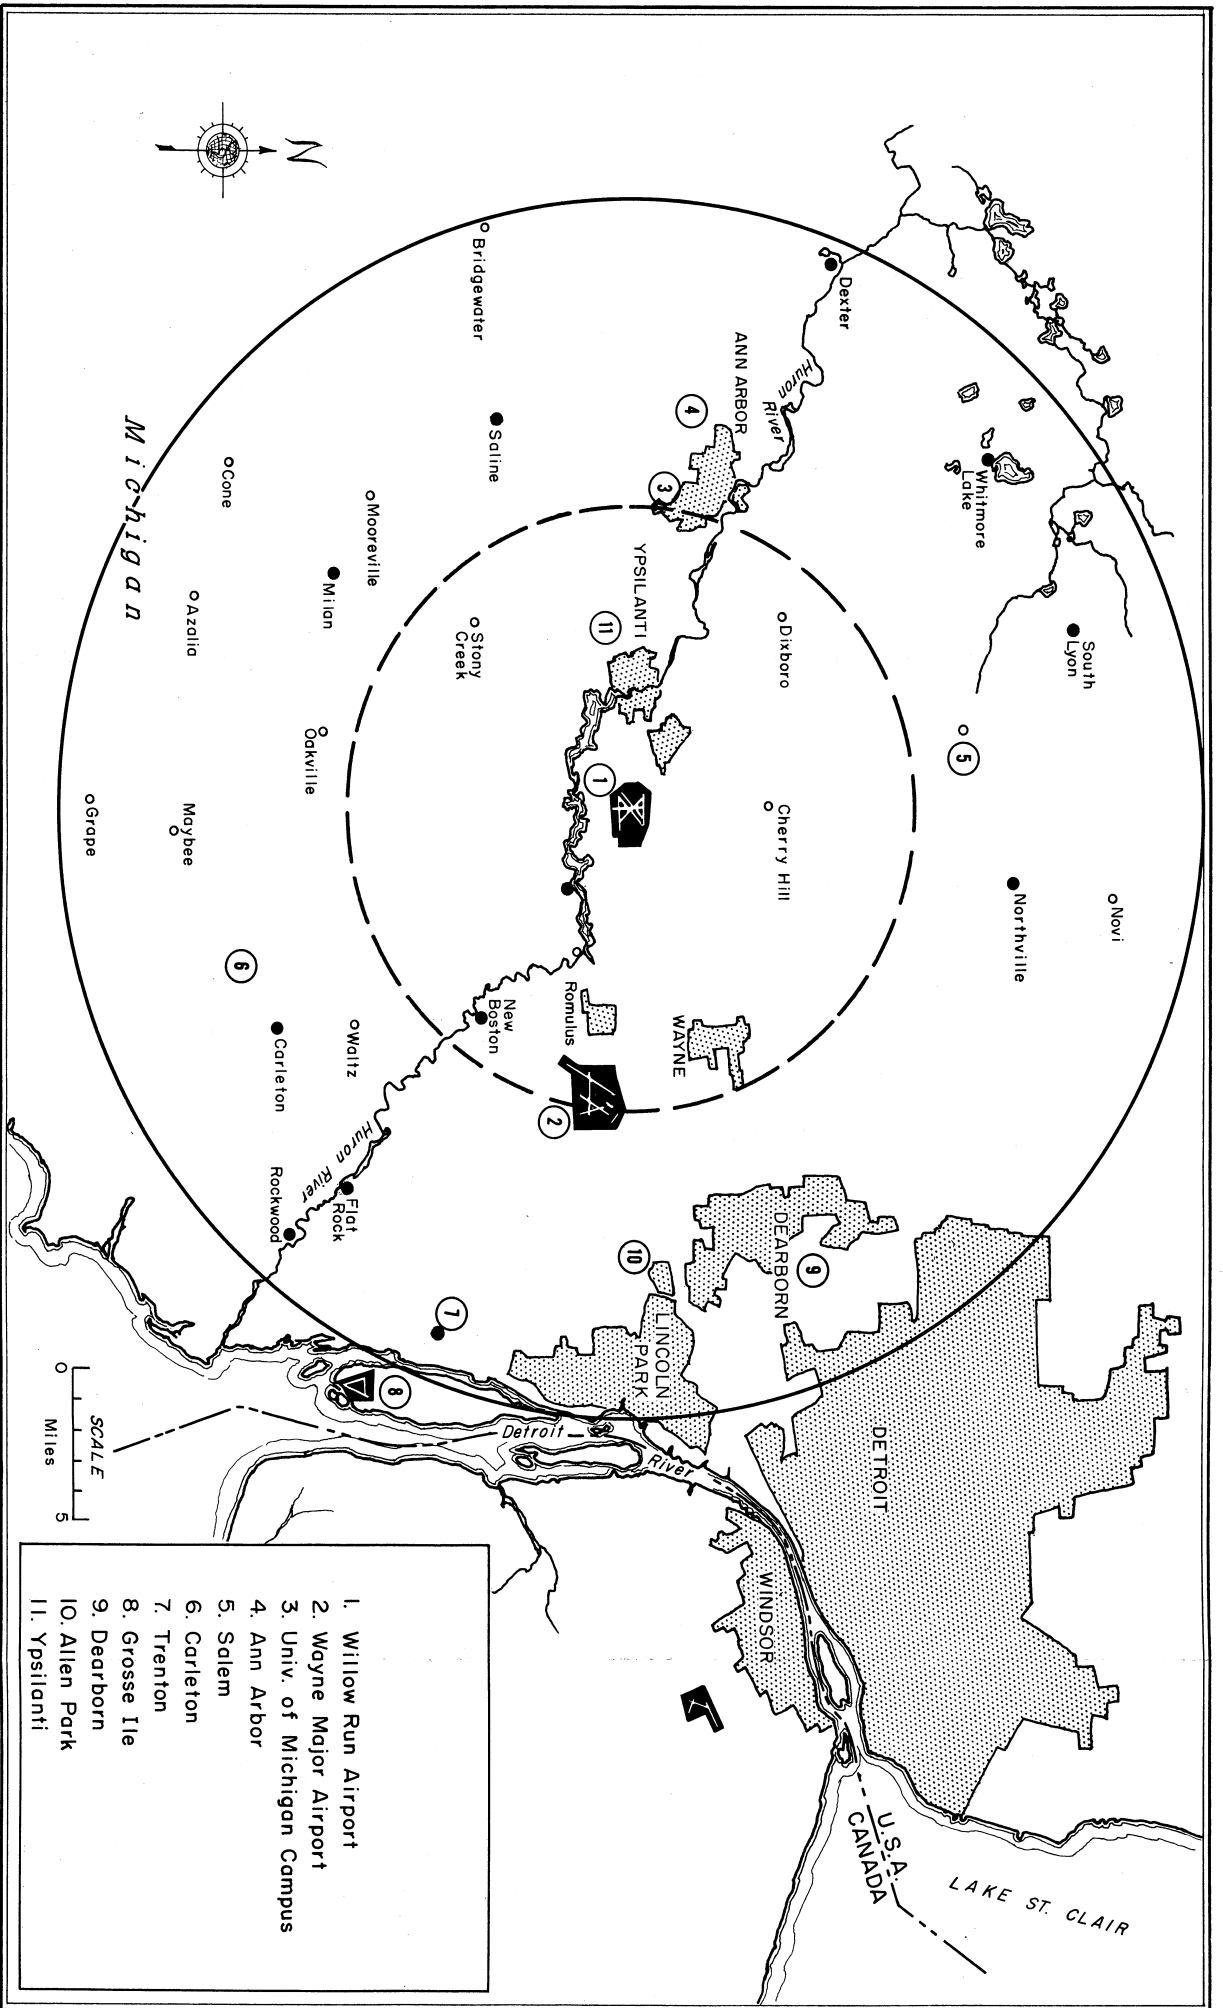 N
Novi
South
Lyon
Northville
Whitmore
Lake
5
LAKE ST. CLAIR
U.S.A.
CANADA
DETROIT
Dexter
Dixboro
Cherry Hill
DEARBORN
9
Huron
River
ANN ARBOR
4
3
WAYNE
YPSILANTI
11
1
Romulus
2
10
LINCOLN
PARK
WINDSOR
River
Detroit
Bridgewater
Saline
Stony
Creek
New
Boston
7
8
Mooreville
Milan
Oakville
Waltz
Huron River
Flat
Rock
Rockwood
Cone
Azalia
Maybee
6
Carleton
Grape
Michigan
SCALE
0 5
Miles
1. Willow Run Airport
2. Wayne Major Airport
3. Univ. of Michigan Campus
4. Ann Arbor
5. Salem
6. Carleton
7. Trenton
8. Grosse Ile
9. Dearborn
10. Allen Park
11. Ypsilanti